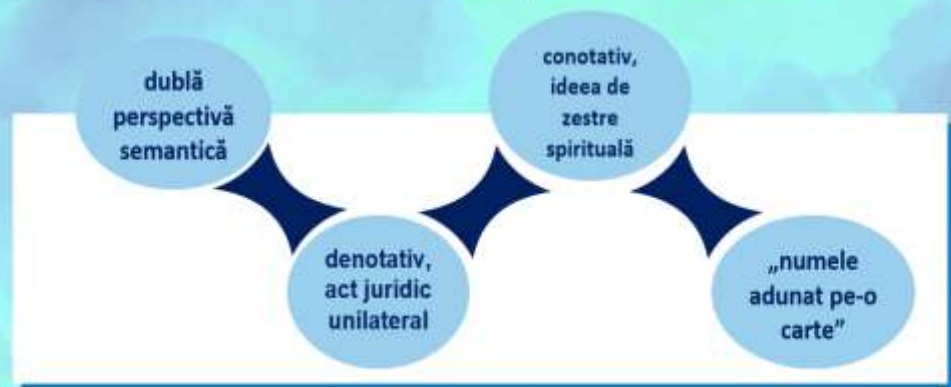 dublă
perspectivă
semantică
denotativ,
act juridic
unilateral
conotativ,
ideea de
zestre
spirituală
„numele
adunat pe-o
carte”